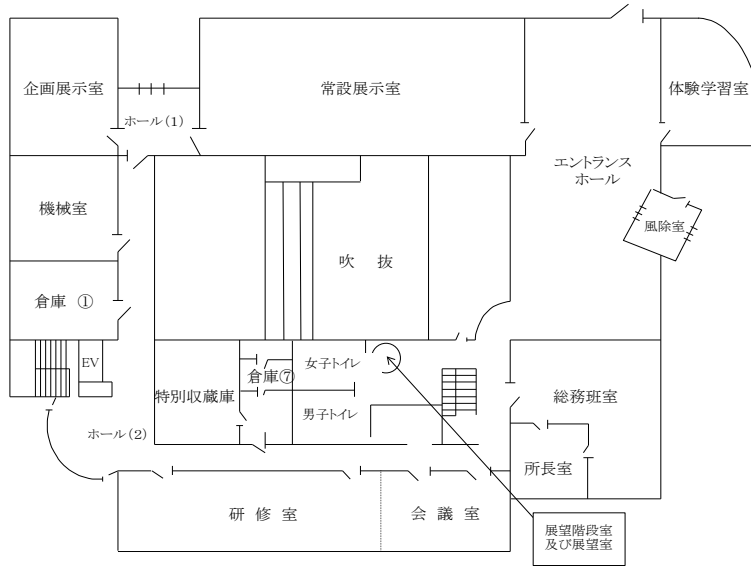 企画展示室
常設展示室
体験学習室
ホール(1)
エントランス
ホール
機械室
風除室
吹 抜
倉庫 ①
EV
女子トイレ
倉庫⑦
特別収蔵庫
男子トイレ
総務班室
ホール(2)
所長室
研 修 室
会 議 室
展望階段室
及び展望室